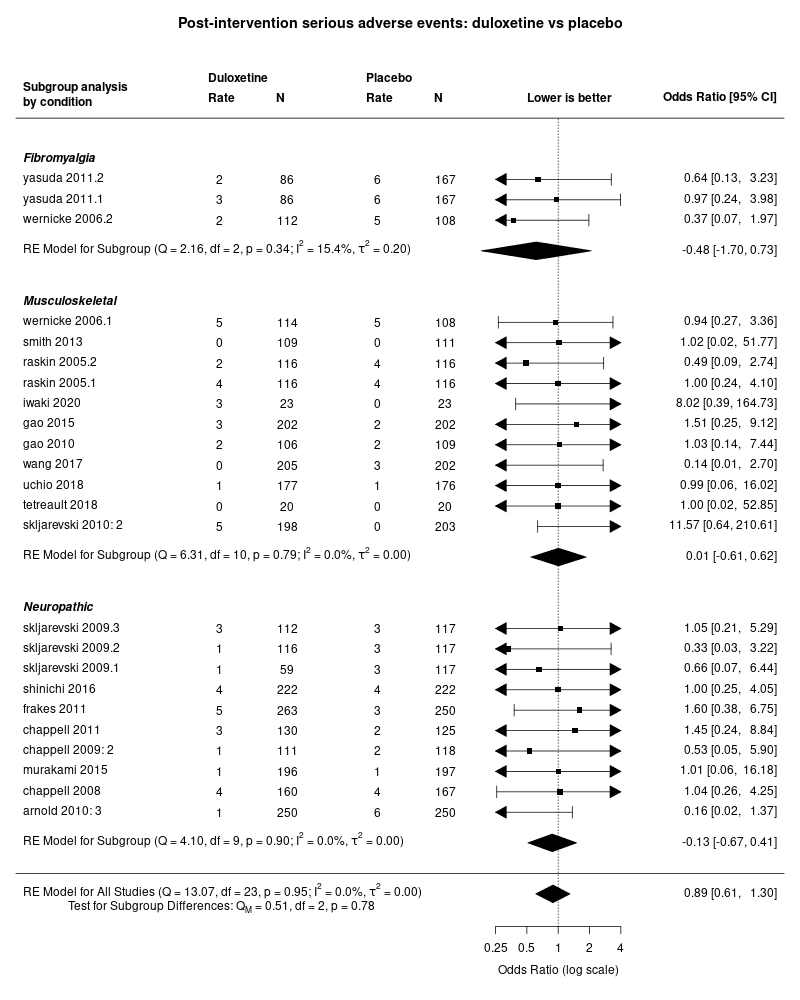 Post-intervention serious adverse events: duloxetine vs placebo
Duloxetine Placebo
Subgroup analysis
by condition
Rate N Rate N Lower is better Odds Ratio [95% CI]
Fibromyalgia
yasuda 2011.2 2 86 6 167 0.64 [0.13, 3.23]
yasuda 2011.1 3 86 6 167 0.97 [0.24, 3.98]
wernicke 2006.2 2 112 5 108 0.37 [0.07, 1.97]
RE Model for Subgroup (Q = 2.16, df = 2, p = 0.34; I² = 15.4%, τ² = 0.20) -0.48 [-1.70, 0.73]
Musculoskeletal
wernicke 2006.1 5 114 5 108 0.94 [0.27, 3.36]
smith 2013 0 109 0 111 1.02 [0.02, 51.77]
raskin 2005.2 2 116 4 116 0.49 [0.09, 2.74]
raskin 2005.1 4 116 4 116 1.00 [0.24, 4.10]
iwaki 2020 3 23 0 23 8.02 [0.39, 164.73]
gao 2015 3 202 2 202 1.51 [0.25, 9.12]
gao 2010 2 106 2 109 1.03 [0.14, 7.44]
wang 2017 0 205 3 202 0.14 [0.01, 2.70]
uchio 2018 1 177 1 176 0.99 [0.06, 16.02]
tetreault 2018 0 20 0 20 1.00 [0.02, 52.85]
skljarevski 2010: 2 5 198 0 203 11.57 [0.64, 210.61]
RE Model for Subgroup (Q = 6.31, df = 10, p = 0.79; I² = 0.0%, τ² = 0.00) 0.01 [-0.61, 0.62]
Neuropathic
skljarevski 2009.3 3 112 3 117 1.05 [0.21, 5.29]
skljarevski 2009.2 1 116 3 117 0.33 [0.03, 3.22]
skljarevski 2009.1 1 59 3 117 0.66 [0.07, 6.44]
shinichi 2016 4 222 4 222 1.00 [0.25, 4.05]
frakes 2011 5 263 3 250 1.60 [0.38, 6.75]
chappell 2011 3 130 2 125 1.45 [0.24, 8.84]
chappell 2009: 2 1 111 2 118 0.53 [0.05, 5.90]
murakami 2015 1 196 1 197 1.01 [0.06, 16.18]
chappell 2008 4 160 4 167 1.04 [0.26, 4.25]
arnold 2010: 3 1 250 6 250 0.16 [0.02, 1.37]
RE Model for Subgroup (Q = 4.10, df = 9, p = 0.90; I² = 0.0%, τ² = 0.00) -0.13 [-0.67, 0.41]
RE Model for All Studies (Q = 13.07, df = 23, p = 0.95; I² = 0.0%, τ² = 0.00) 0.89 [0.61, 1.30]
Test for Subgroup Differences: Q_M = 0.51, df = 2, p = 0.78
0.25 0.5 1 2 4
Odds Ratio (log scale)